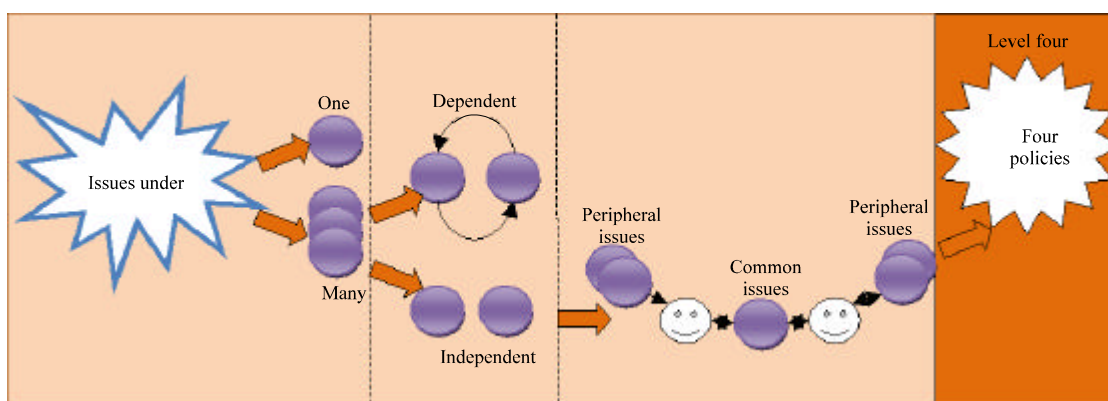 Issues under
One
Many
Dependent
Independent
Peripheral
issues
Common
issues
Peripheral
issues
Level four
Four
policies